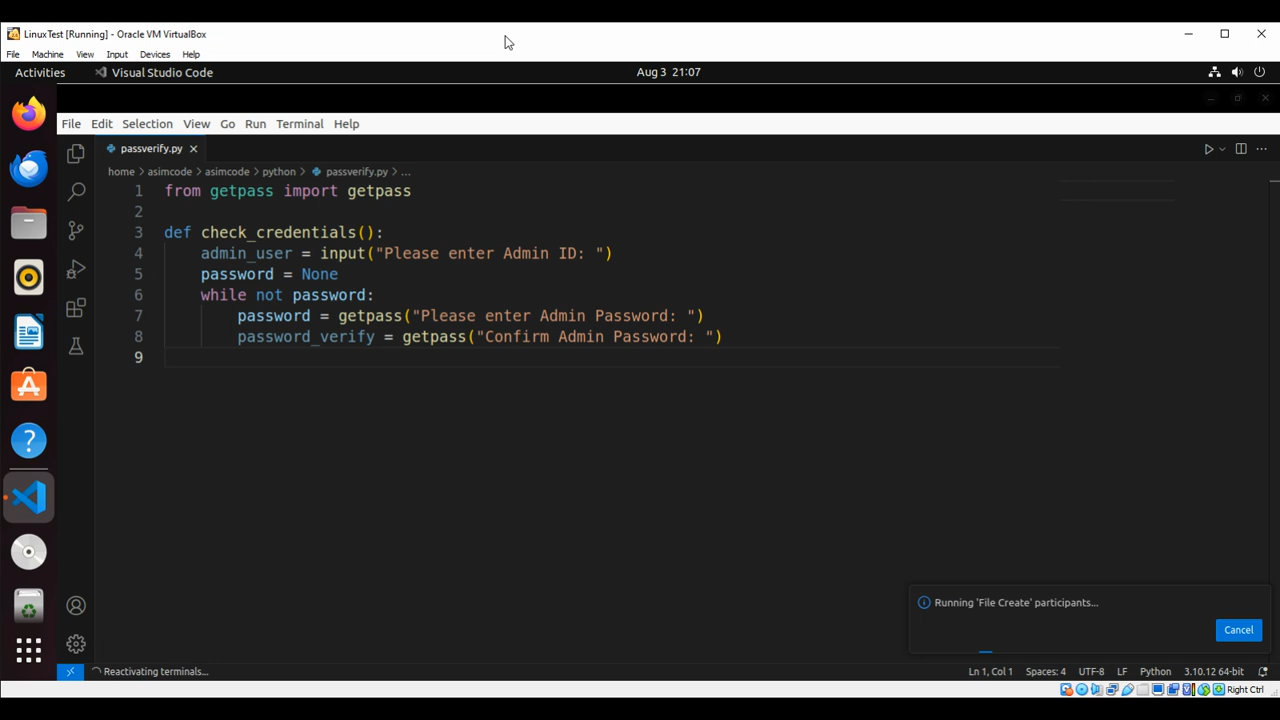 LinuxTest [Running] - Oracle VM VirtualBox
File Machine View Input Devices Help
Activities Visual Studio Code Aug 3 21:07
File Edit Selection View Go Run Terminal Help
passverify.py
home > asimcode > asimcode > python > passverify.py > ...
1 from getpass import getpass
2
3 def check_credentials():
4 admin_user = input("Please enter Admin ID: ")
5 password = None
6 while not password:
7 password = getpass("Please enter Admin Password: ")
8 password_verify = getpass("Confirm Admin Password: ")
9
Running 'File Create' participants...
Cancel
Reactivating terminals... Ln 1, Col 1 Spaces: 4 UTF-8 LF Python 3.10.12 64-bit
Right Ctrl